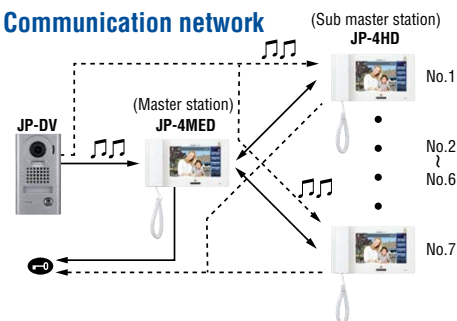 Communication network
(Sub master station)
JP-4HD
No.1
(Master station)
JP-4MED
JP-DV
No.2
~
No.6
No.7